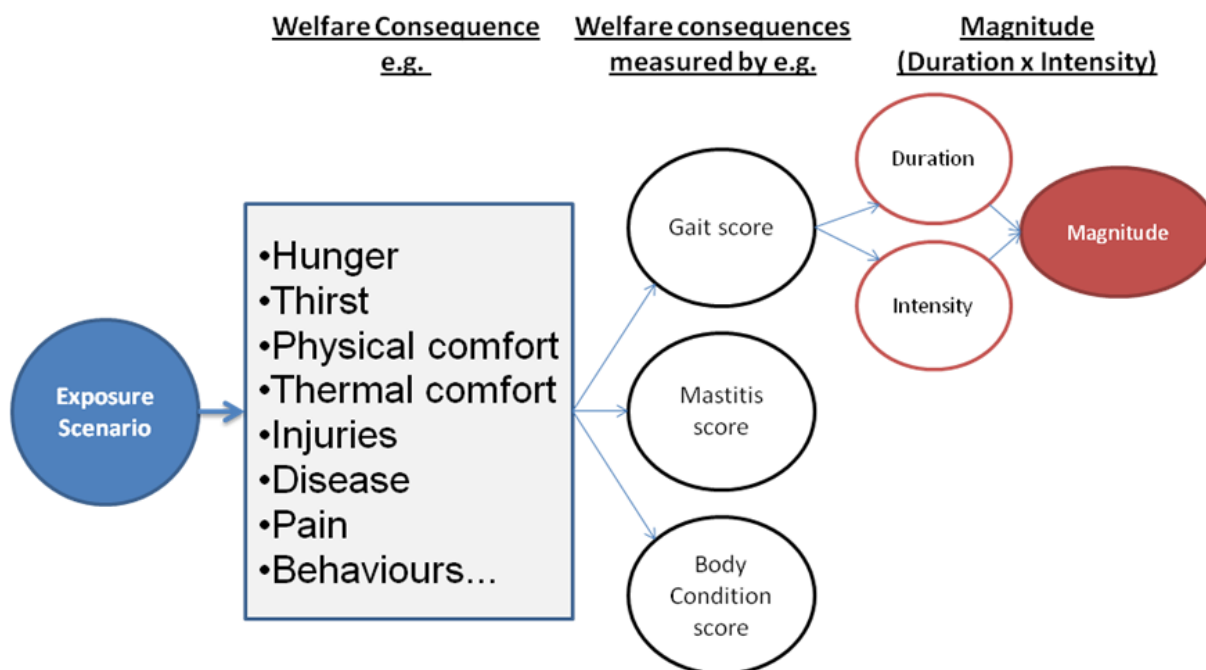 Welfare Consequence
e.g.
Welfare consequences
measured by e.g.
Magnitude
(Duration x Intensity)
Exposure
Scenario
•Hunger
•Thirst
•Physical comfort
•Thermal comfort
•Injuries
•Disease
•Pain
•Behaviours...
Gait score
Mastitis
score
Body
Condition
score
Duration
Intensity
Magnitude